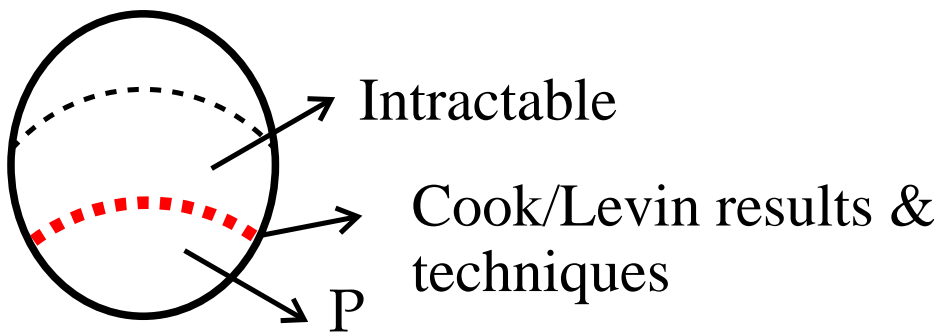 Intractable
Cook/Levin results &
techniques
P